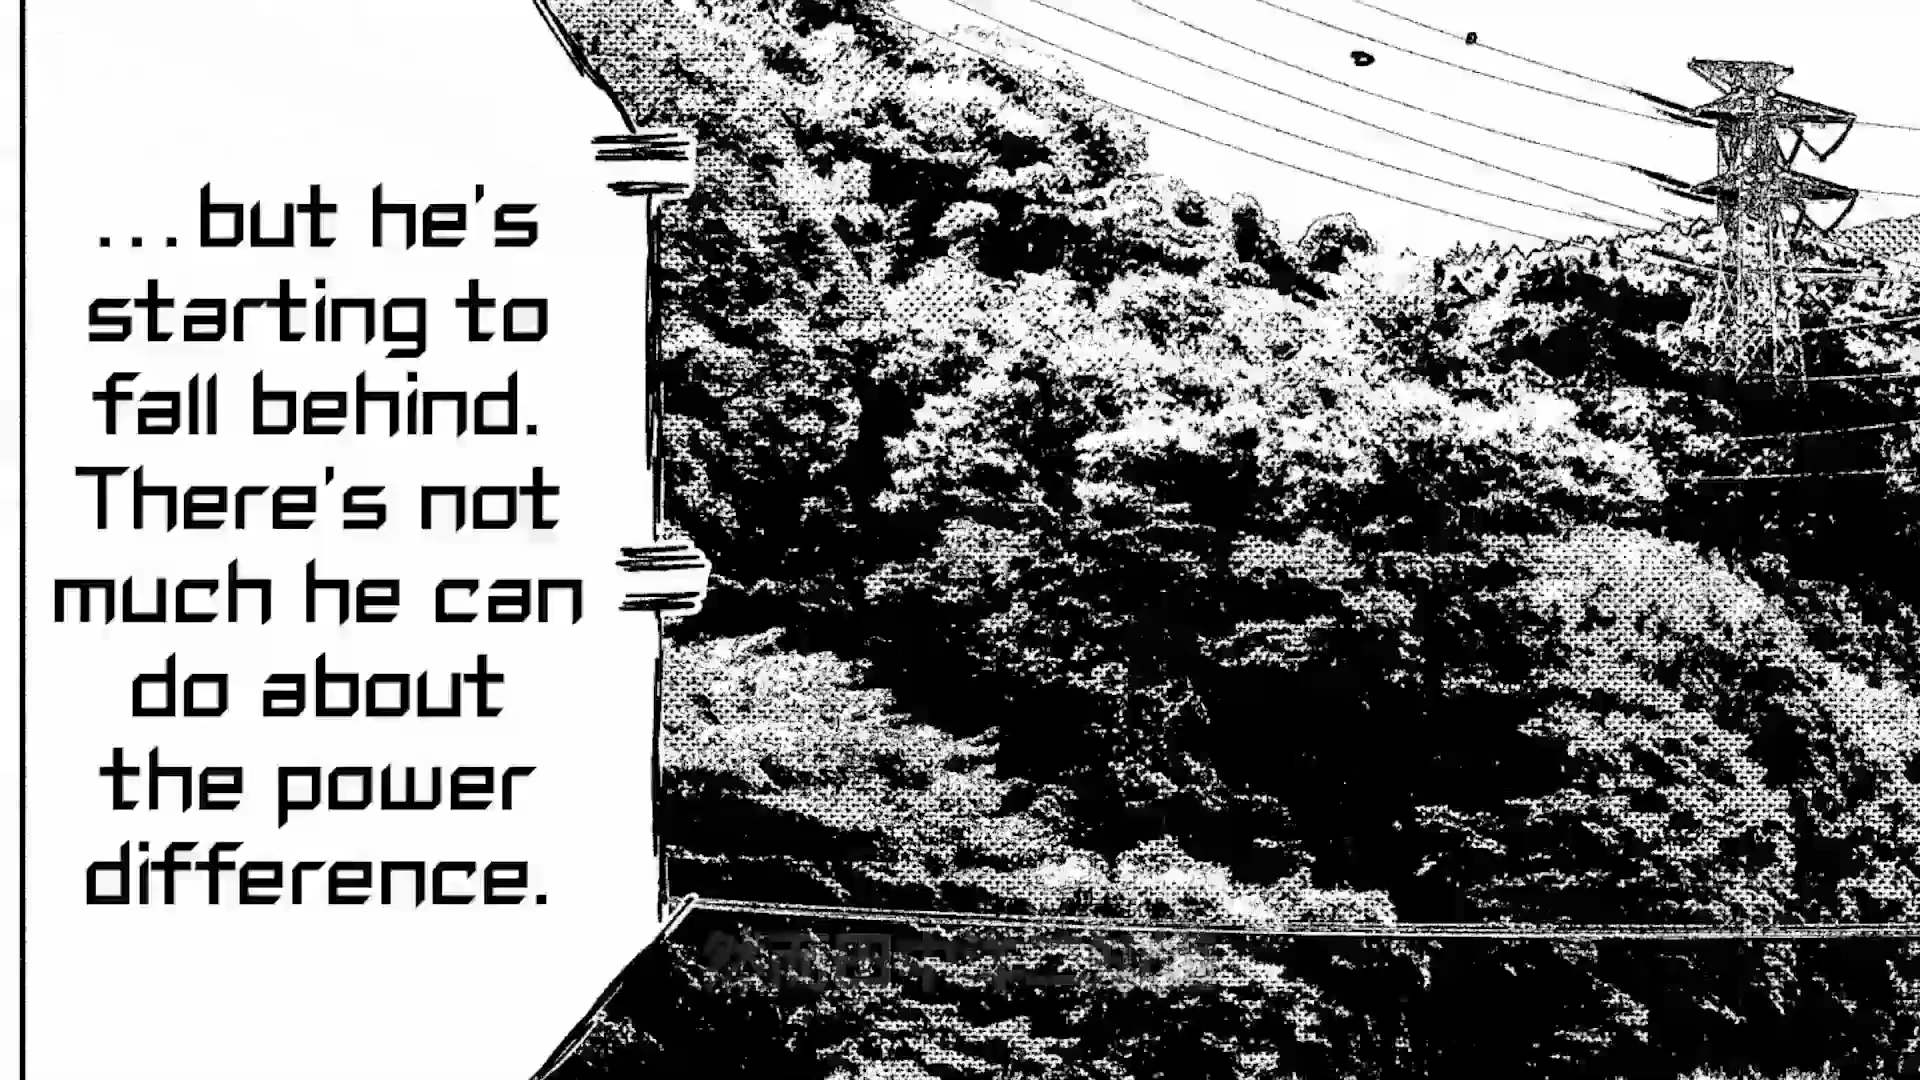 ...but he's
starting to
fall behind.
There's not
much he can
do about
the power
difference.